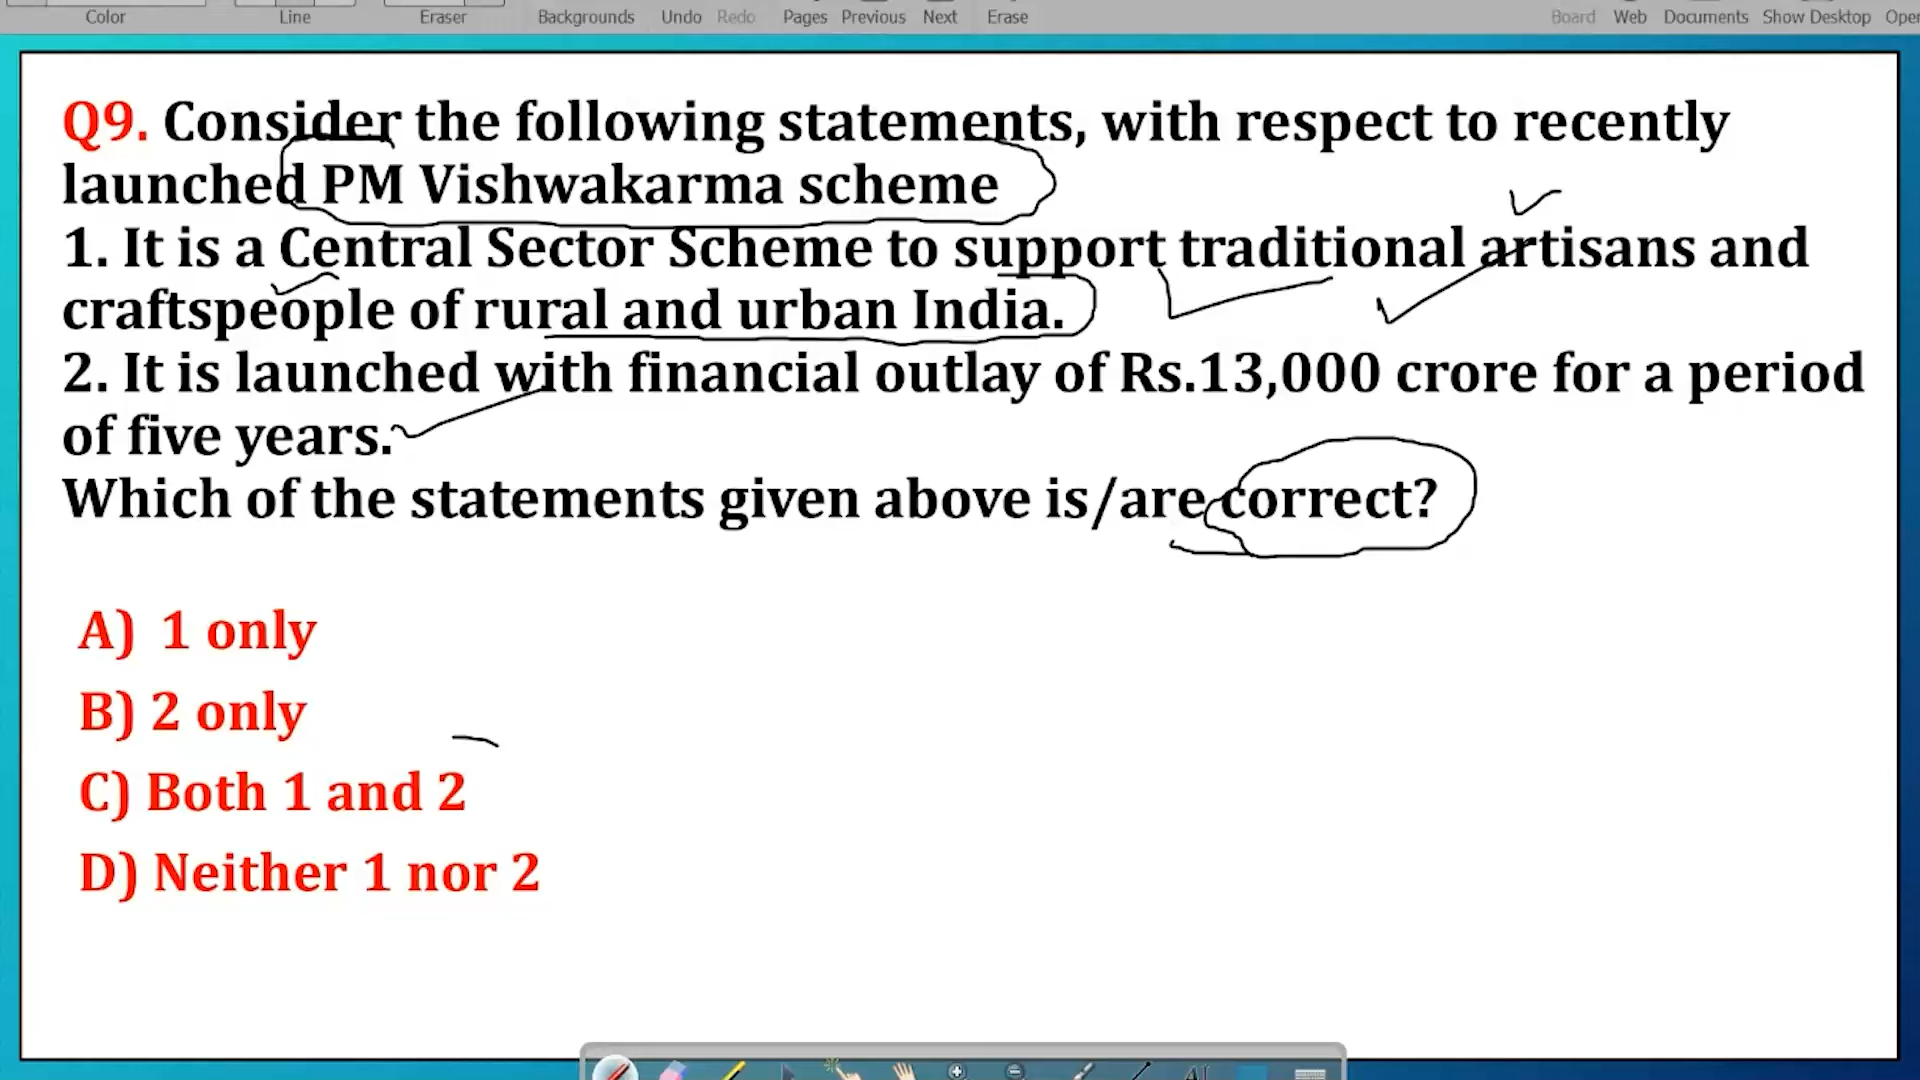 Color Line Eraser Backgrounds Undo Redo Pages Previous Next Erase Board Web Documents Show Desktop
Q9. Consider the following statements, with respect to recently
launched PM Vishwakarma scheme
1. It is a Central Sector Scheme to support traditional artisans and
craftspeople of rural and urban India.
2. It is launched with financial outlay of Rs.13,000 crore for a period
of five years.
Which of the statements given above is/are correct?
A) 1 only
B) 2 only
C) Both 1 and 2
D) Neither 1 nor 2